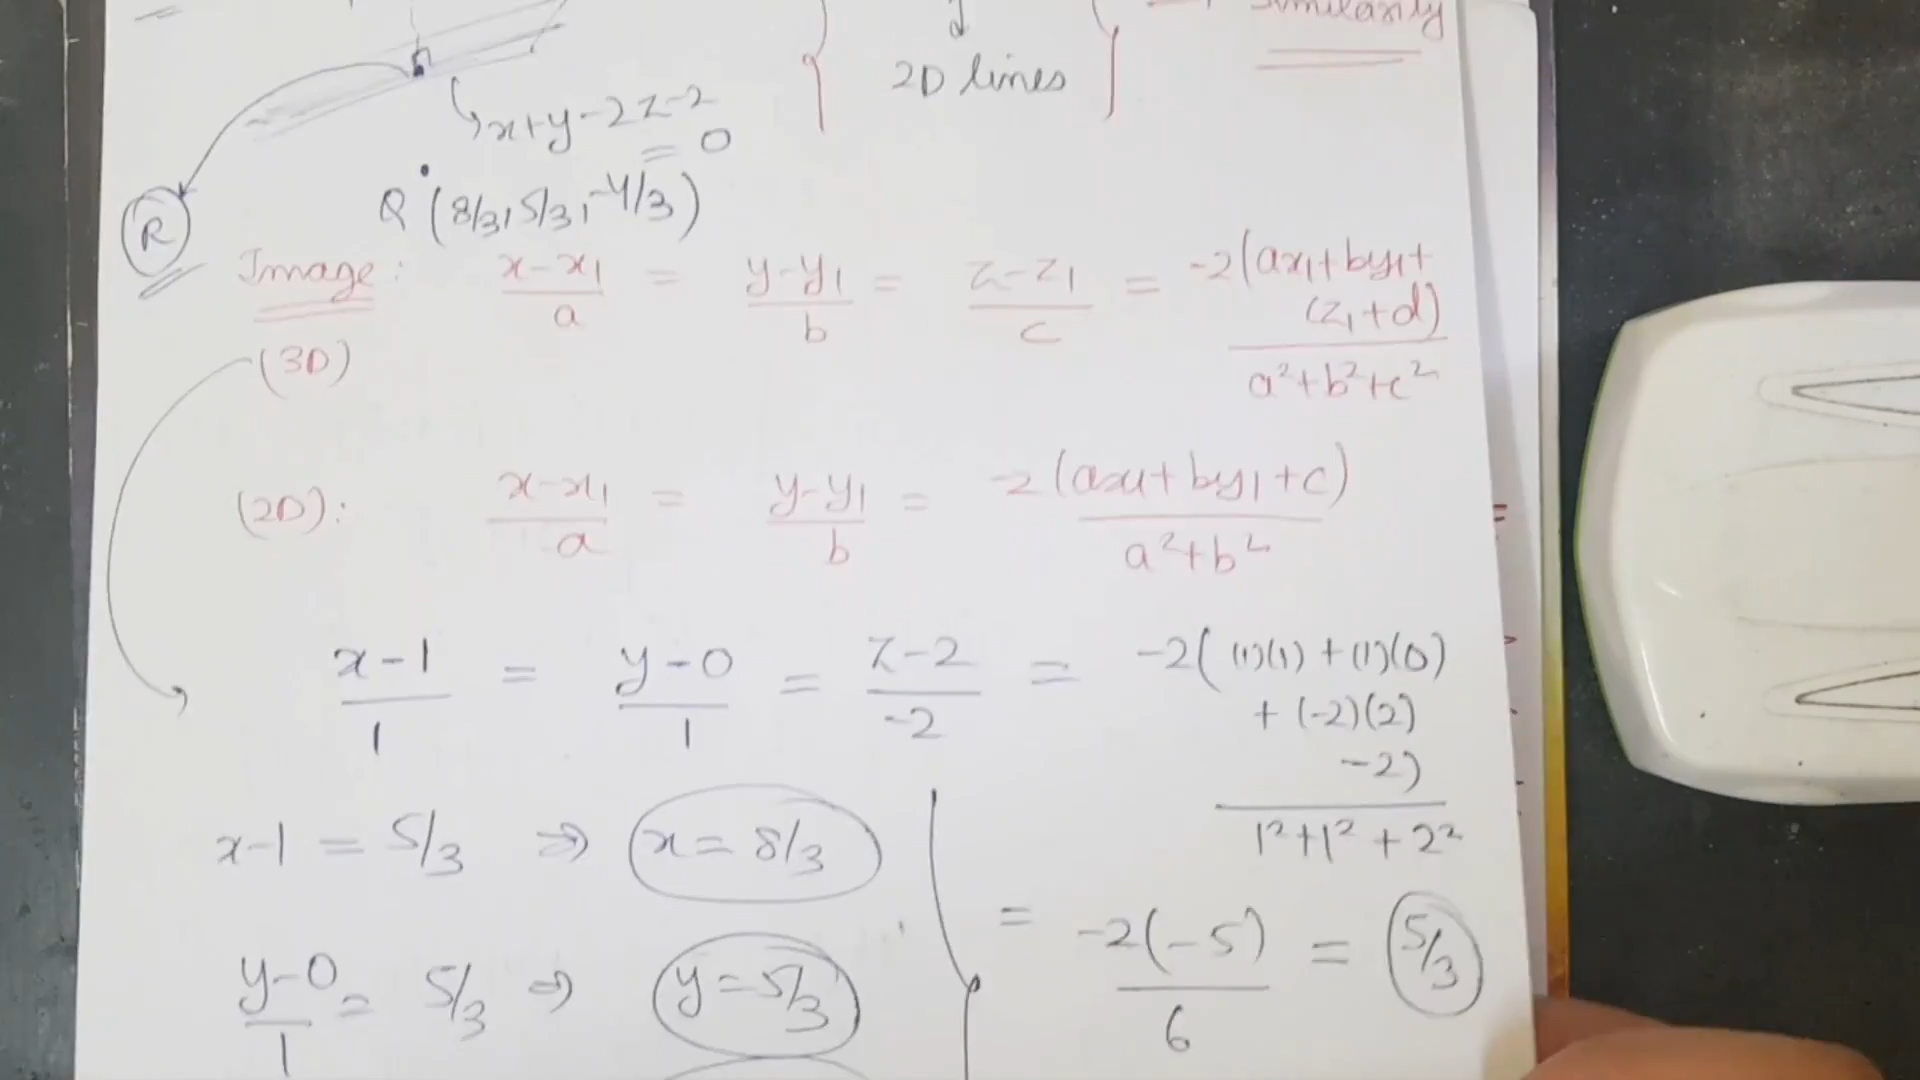 Similarity
2D lines
x+y-2z-2
= 0
R
Q (8/3, 5/3, -4/3)
Image: x-x₁/a = y-y₁/b = z-z₁/c = -2(ax₁+by₁+
cz₁+d)
a²+b²+c²
(3D)
(2D): x-x₁/a = y-y₁/b = -2(ax₁+by₁+c)/a²+b²
x-1/1 = y-0/1 = z-2/-2 = -2((1)(1)+(1)(0)
+(-2)(2)
-2)
1²+1²+2²
x-1 = 5/3 ⇒ x = 8/3
= -2(-5)/6 = 5/3
y-0/1 = 5/3 ⇒ y = 5/3